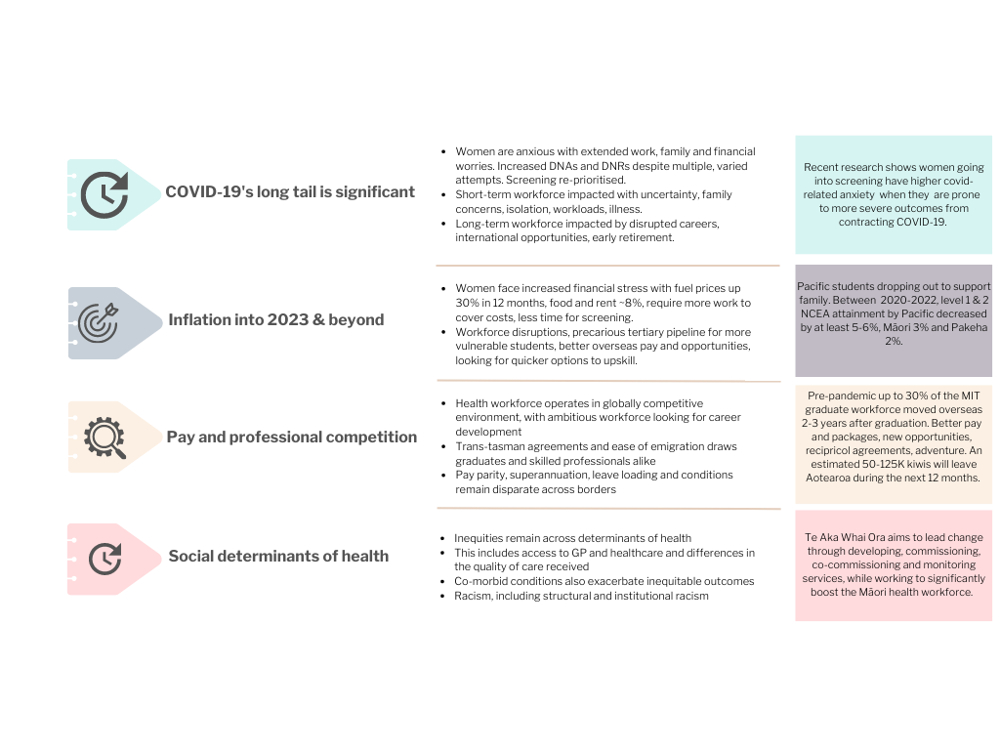 COVID-19's long tail is significant
• Women are anxious with extended work, family and financial
worries. Increased DNAs and DNRs despite multiple, varied
attempts. Screening re-prioritised.
• Short-term workforce impacted with uncertainty, family
concerns, isolation, workloads, illness.
• Long-term workforce impacted by disrupted careers,
international opportunities, early retirement.
Recent research shows women going
into screening have higher covid-
related anxiety when they are prone
to more severe outcomes from
contracting COVID-19.
Inflation into 2023 & beyond
• Women face increased financial stress with fuel prices up
30% in 12 months, food and rent ~8%, require more work to
cover costs, less time for screening.
• Workforce disruptions, precarious tertiary pipeline for more
vulnerable students, better overseas pay and opportunities,
looking for quicker options to upskill.
Pacific students dropping out to support
family. Between 2020-2022, level 1 & 2
NCEA attainment by Pacific decreased
by at least 5-6%, Māori 3% and Pakeha
2%.
Pay and professional competition
• Health workforce operates in globally competitive
environment, with ambitious workforce looking for career
development
• Trans-tasman agreements and ease of emigration draws
graduates and skilled professionals alike
• Pay parity, superannuation, leave loading and conditions
remain disparate across borders
Pre-pandemic up to 30% of the MIT
graduate workforce moved overseas
2-3 years after graduation. Better pay
and packages, new opportunities,
recipricol agreements, adventure. An
estimated 50-125K kiwis will leave
Aotearoa during the next 12 months.
Social determinants of health
• Inequities remain across determinants of health
• This includes access to GP and healthcare and differences in
the quality of care received
• Co-morbid conditions also exacerbate inequitable outcomes
• Racism, including structural and institutional racism
Te Aka Whai Ora aims to lead change
through developing, commissioning,
co-commissioning and monitoring
services, while working to significantly
boost the Māori health workforce.